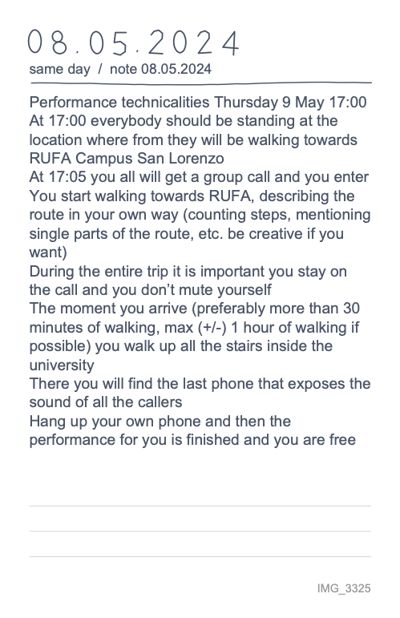 08.05.2024
same day / note 08.05.2024
Performance technicalities Thursday 9 May 17:00
At 17:00 everybody should be standing at the
location where from they will be walking towards
RUFA Campus San Lorenzo
At 17:05 you all will get a group call and you enter
You start walking towards RUFA, describing the
route in your own way (counting steps, mentioning
single parts of the route, etc. be creative if you
want)
During the entire trip it is important you stay on
the call and you don't mute yourself
The moment you arrive (preferably more than 30
minutes of walking, max (+/-) 1 hour of walking if
possible) you walk up all the stairs inside the
university
There you will find the last phone that exposes the
sound of all the callers
Hang up your own phone and then the
performance for you is finished and you are free
IMG_3325